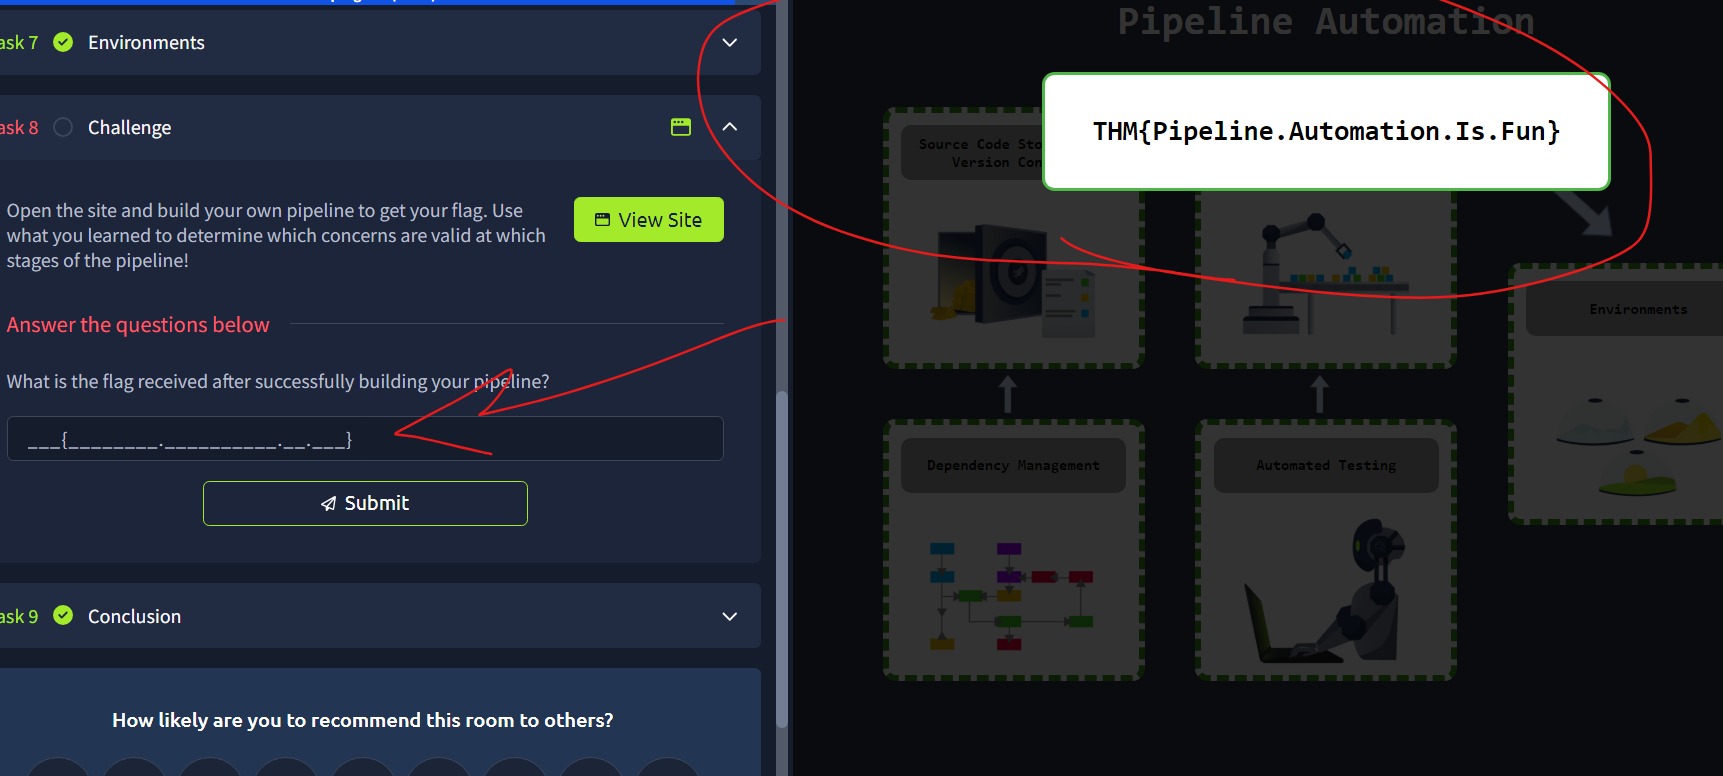 ask 7 Environments
ask 8 Challenge
Open the site and build your own pipeline to get your flag. Use
what you learned to determine which concerns are valid at which
stages of the pipeline!
View Site
Answer the questions below
What is the flag received after successfully building your pipeline?
___{________.__________.__.___}
Submit
ask 9 Conclusion
How likely are you to recommend this room to others?
Pipeline Automation
THM{Pipeline.Automation.Is.Fun}
Source Code Sto
Version Con
Environments
Dependency Management
Automated Testing